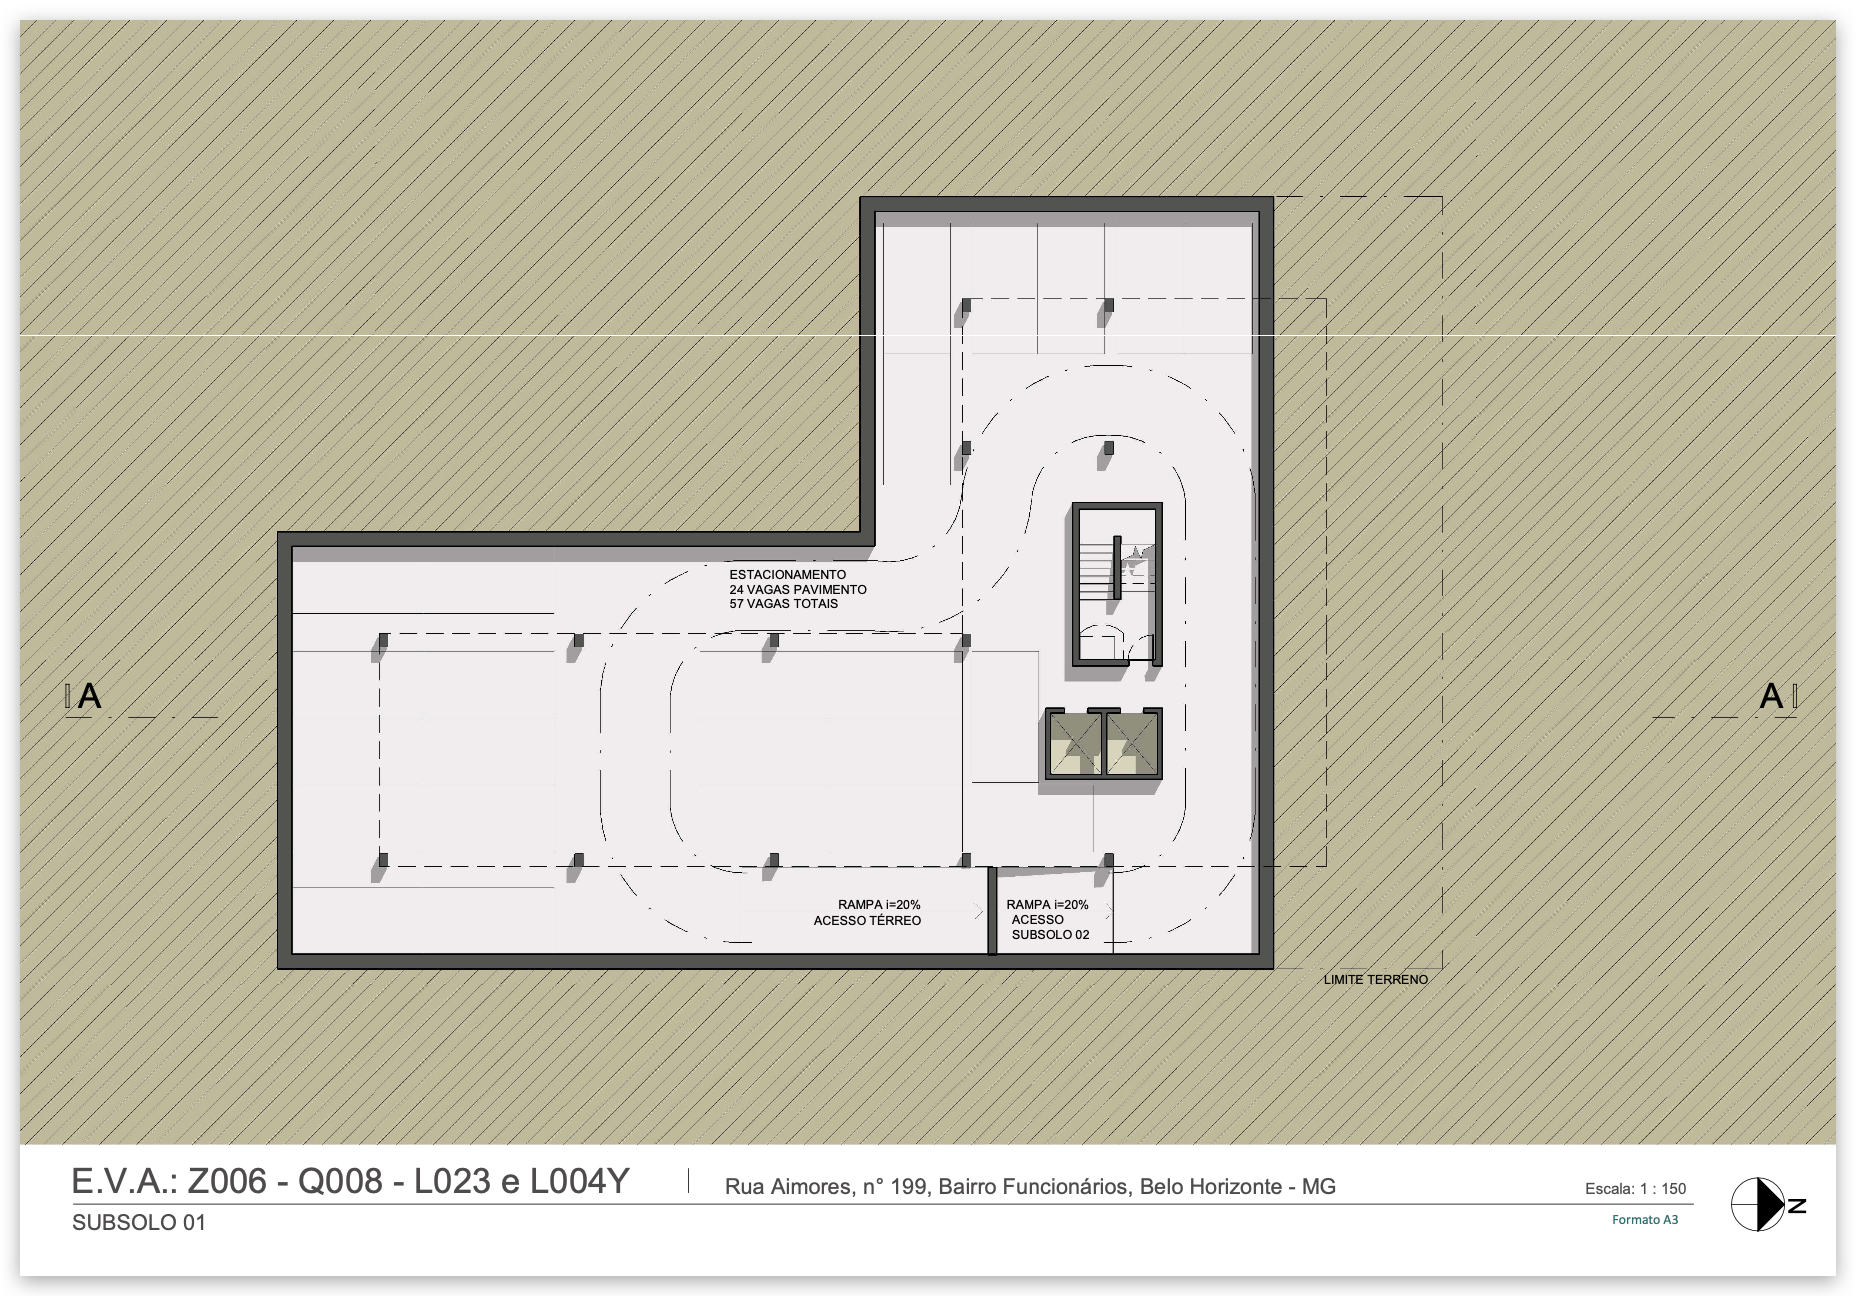 ESTACIONAMENTO
24 VAGAS PAVIMENTO
57 VAGAS TOTAIS
A
A
RAMPA i=20%
ACESSO TÉRREO
RAMPA i=20%
ACESSO
SUBSOLO 02
LIMITE TERRENO
E.V.A.: Z006 - Q008 - L023 e L004Y
Rua Aimores, n° 199, Bairro Funcionários, Belo Horizonte - MG
Escala: 1 : 150
SUBSOLO 01
Formato A3
N